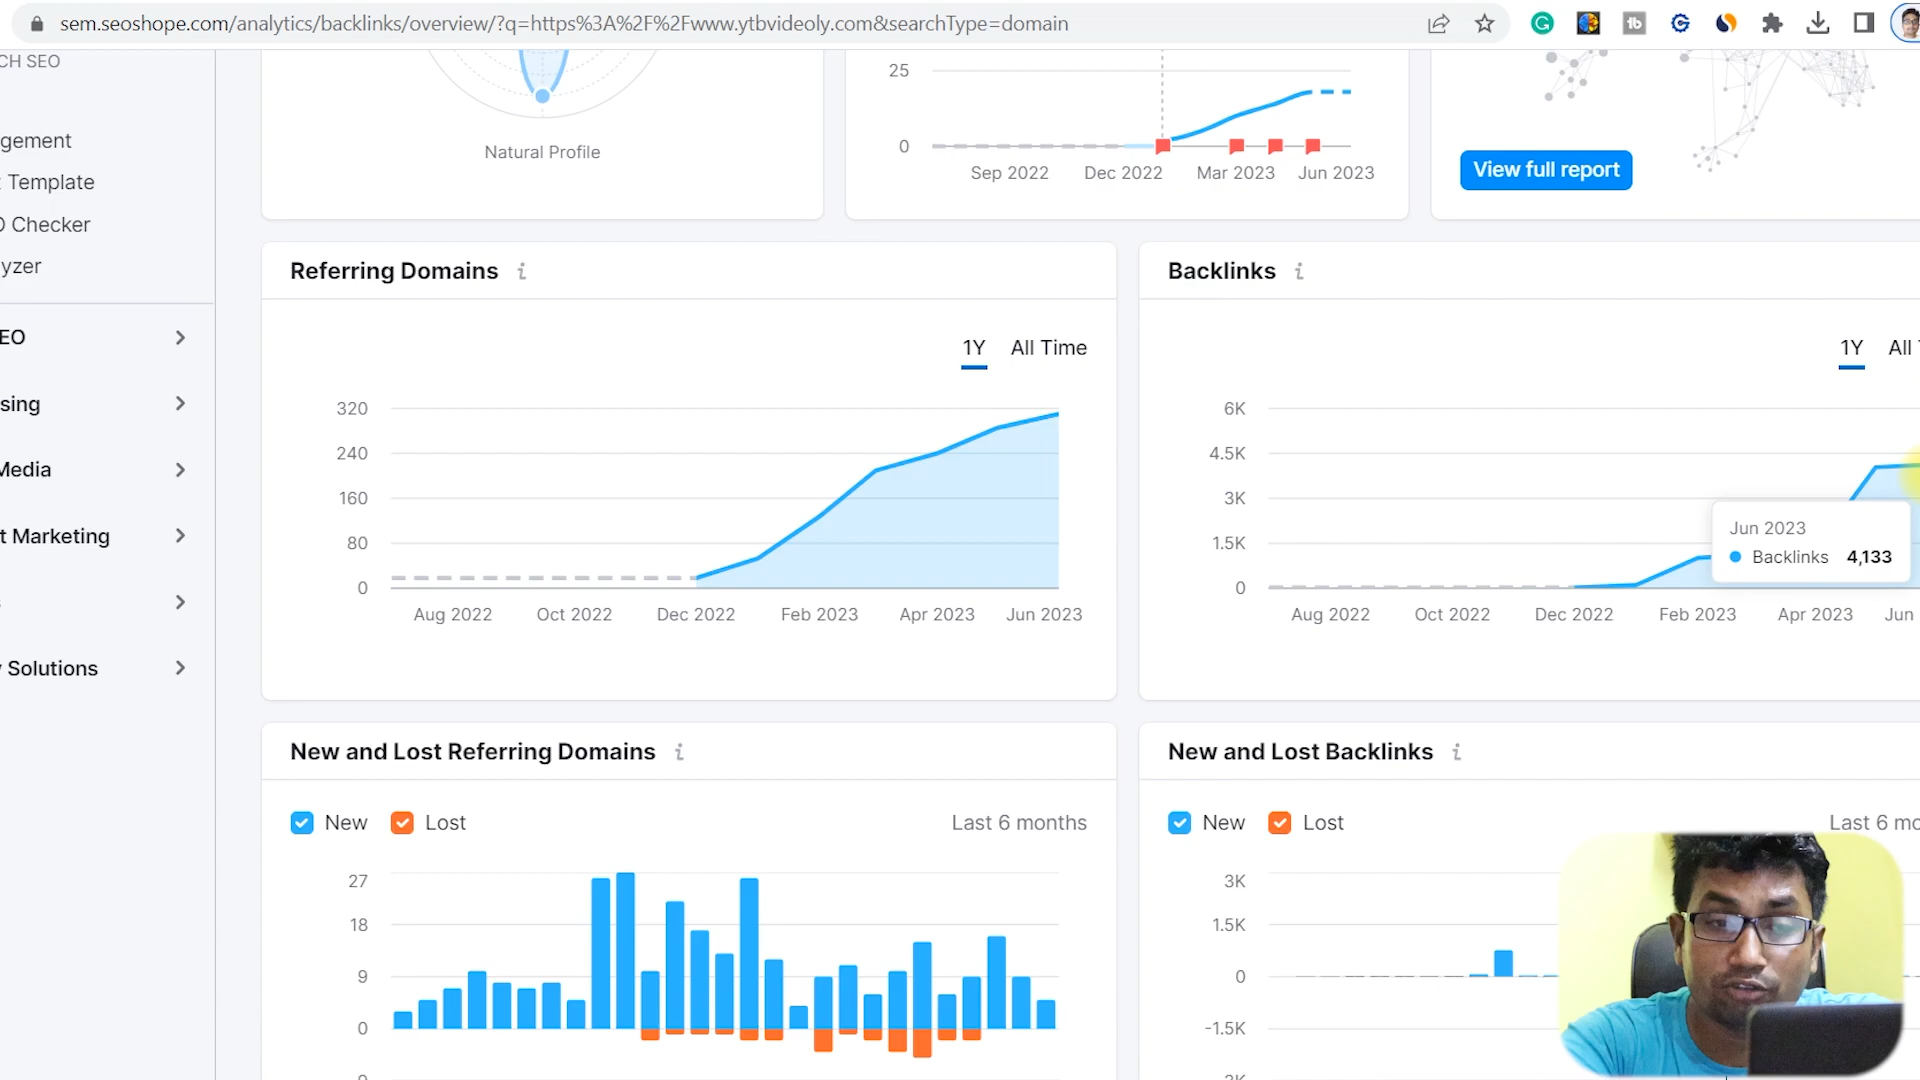 sem.seoshope.com/analytics/backlinks/overview/?q=https%3A%2F%2Fwww.ytbvideoly.com&searchType=domain
CH SEO
gement
Template
O Checker
yzer
EO
sing
Media
t Marketing
Solutions
Natural Profile
25
0
Sep 2022 Dec 2022 Mar 2023 Jun 2023
View full report
Referring Domains i
1Y All Time
320
240
160
80
0
Aug 2022 Oct 2022 Dec 2022 Feb 2023 Apr 2023 Jun 2023
Backlinks i
1Y All
6K
4.5K
3K
1.5K
0
Jun 2023
Backlinks 4,133
Aug 2022 Oct 2022 Dec 2022 Feb 2023 Apr 2023 Jun
New and Lost Referring Domains i
New Lost Last 6 months
27
18
9
0
New and Lost Backlinks i
New Lost Last 6 mo
3K
1.5K
0
-1.5K